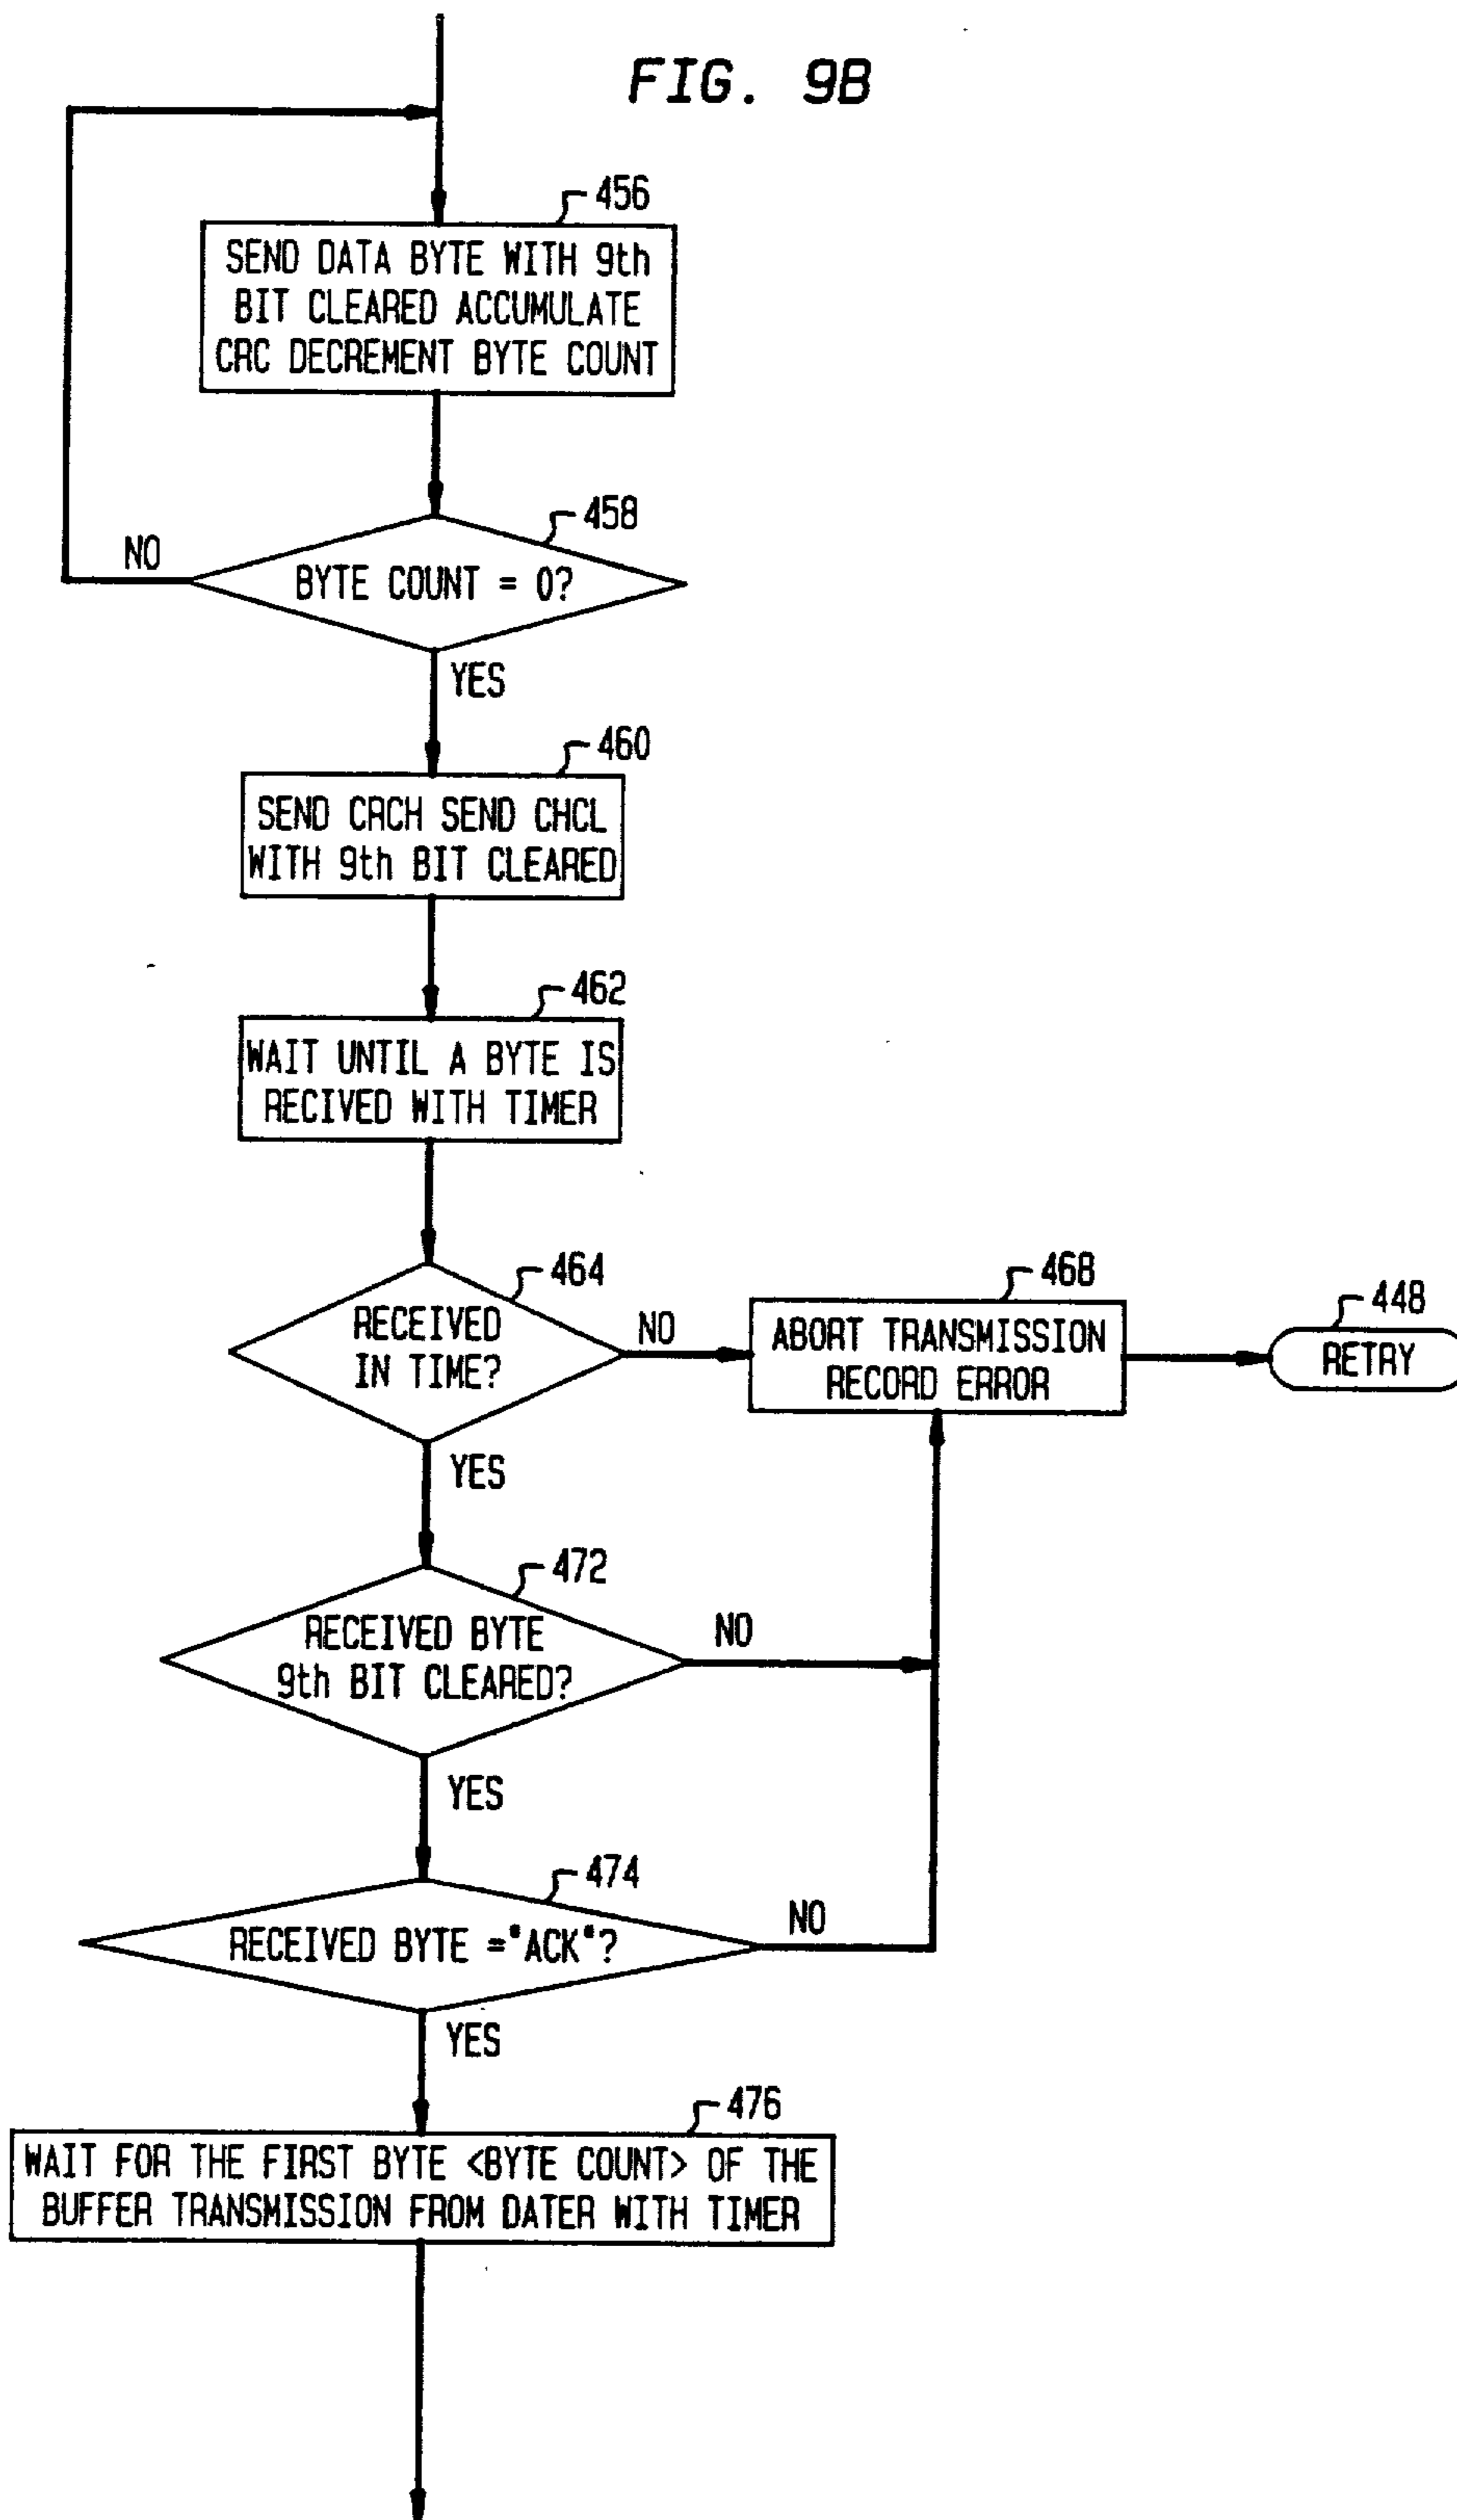 FIG. 9B
456
SEND DATA BYTE WITH 9th
BIT CLEARED ACCUMULATE
CRC DECREMENT BYTE COUNT
458
NO
BYTE COUNT = 0?
YES
460
SEND CRCH SEND CHCL
WITH 9th BIT CLEARED
462
WAIT UNTIL A BYTE IS
RECIVED WITH TIMER
464
RECEIVED
IN TIME?
NO
468
ABORT TRANSMISSION
RECORD ERROR
448
RETRY
YES
472
RECEIVED BYTE
9th BIT CLEARED?
NO
YES
474
RECEIVED BYTE ="ACK"?
NO
YES
476
WAIT FOR THE FIRST BYTE <BYTE COUNT> OF THE
BUFFER TRANSMISSION FROM DATER WITH TIMER